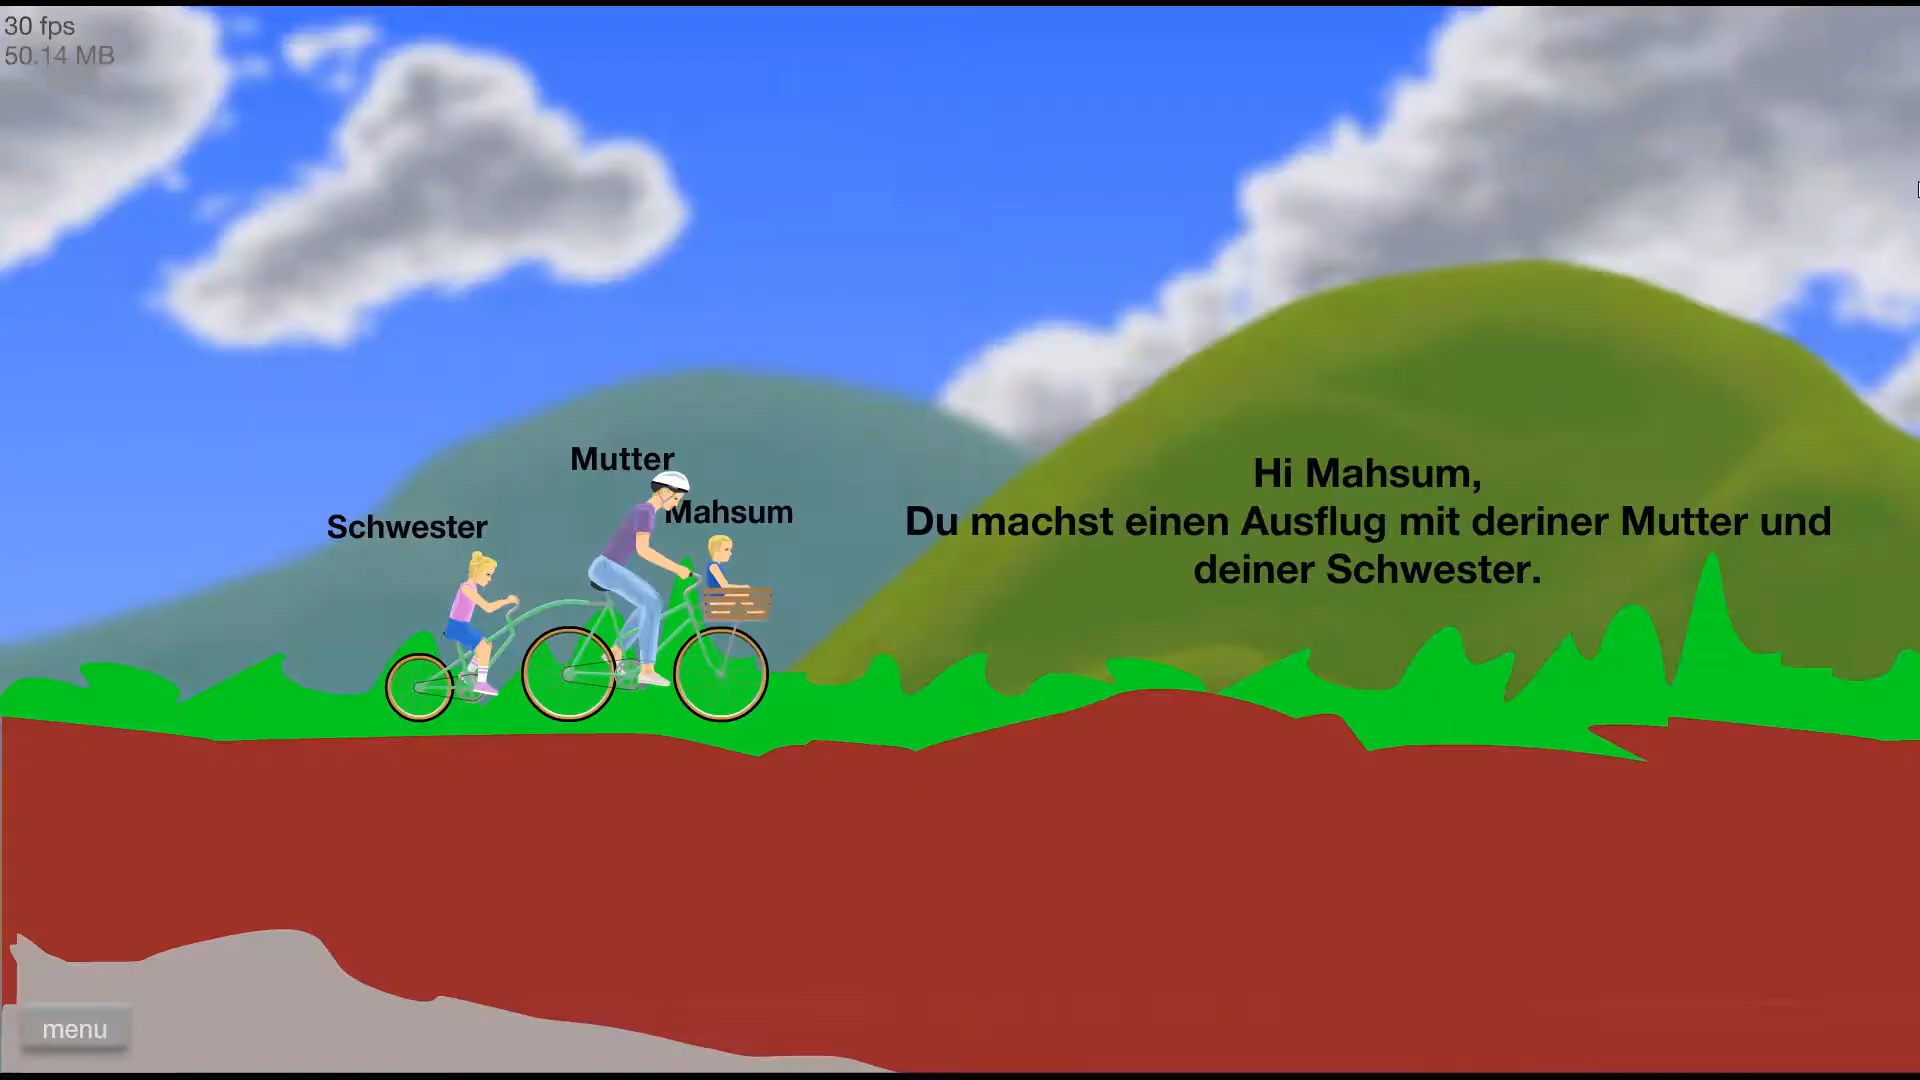 30 fps
50.14 MB
Mutter
Mahsum
Schwester
Hi Mahsum,
Du machst einen Ausflug mit deriner Mutter und
deiner Schwester.
menu